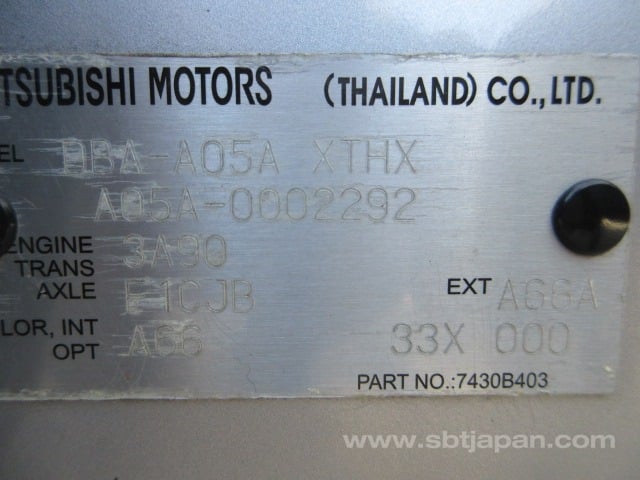 TSUBISHI MOTORS (THAILAND) CO.,LTD.
EL DBA-A05A XTHX
A05A-0002292
ENGINE 3A90
TRANS
AXLE F1CJB EXT A66A
LOR, INT A66 33X 000
OPT
PART NO.:7430B403
www.sbtjapan.com